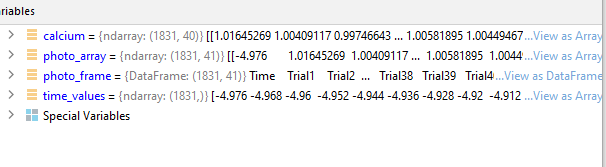 ariables
calcium = {ndarray: (1831, 40)} [[1.01645269 1.00409117 0.99746643 ... 1.00581895 1.00449467 ...View as Array
photo_array = {ndarray: (1831, 41)} [[-4.976 1.01645269 1.00409117 ... 1.00581895 1.0044 ...View as Array
photo_frame = {DataFrame: (1831, 41)} Time Trial1 Trial2 ... Trial38 Trial39 Trial4 ...View as DataFrame
time_values = {ndarray: (1831,)} [-4.976 -4.968 -4.96 -4.952 -4.944 -4.936 -4.928 -4.92 -4.912 ...View as Array
Special Variables